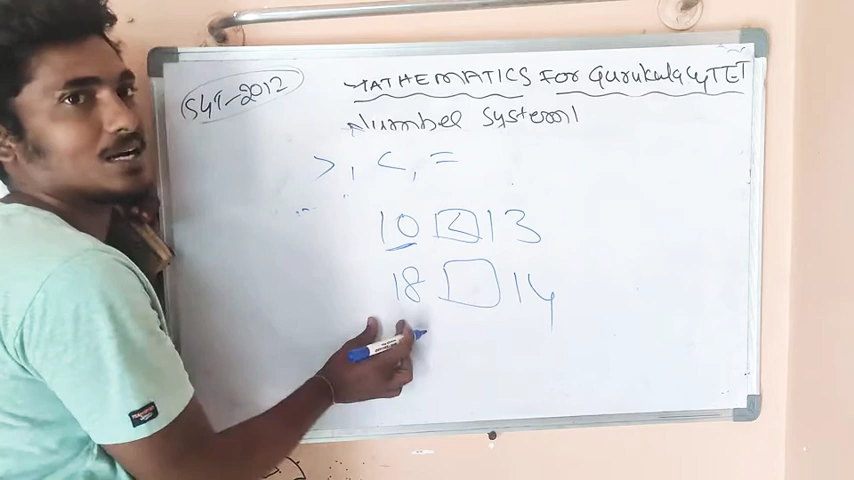 SGT-2012
MATHEMATICS For Gurukula, TET
Number System
>, <, =
10 < 13
18 □ 14